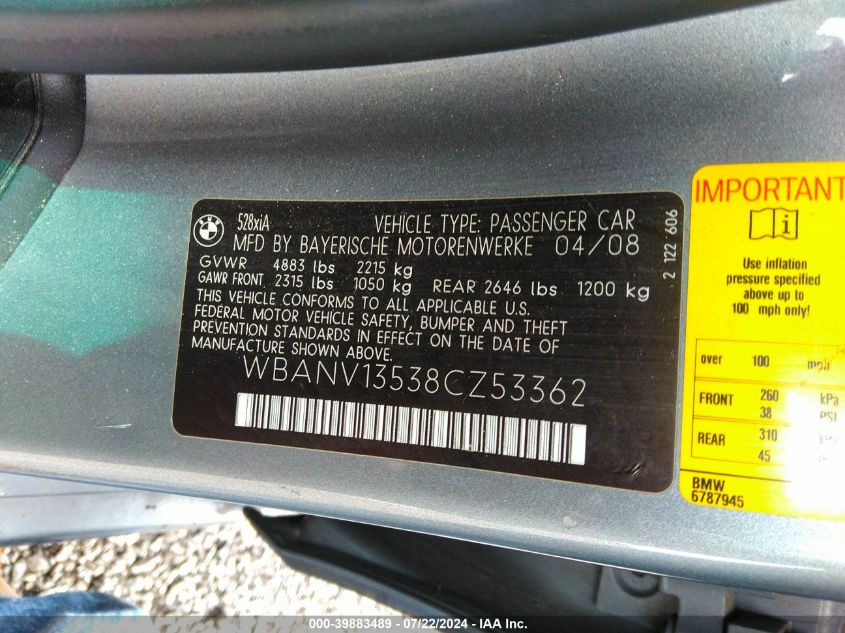 528xiA VEHICLE TYPE: PASSENGER CAR
MFD BY BAYERISCHE MOTORENWERKE 04/08
GVWR 4883 lbs 2215 kg
GAWR FRONT 2315 lbs 1050 kg REAR 2646 lbs 1200 kg
THIS VEHICLE CONFORMS TO ALL APPLICABLE U.S.
FEDERAL MOTOR VEHICLE SAFETY, BUMPER AND THEFT
PREVENTION STANDARDS IN EFFECT ON THE DATE OF
MANUFACTURE SHOWN ABOVE.
WBANV13538CZ53362
2 122 606
IMPORTANT
i
Use inflation
pressure specified
above up to
100 mph only!
over 100 mph
FRONT 260 kPa
38 PSI
REAR 310
45
BMW
6787945
000-39883489 - 07/22/2024 - IAA Inc.